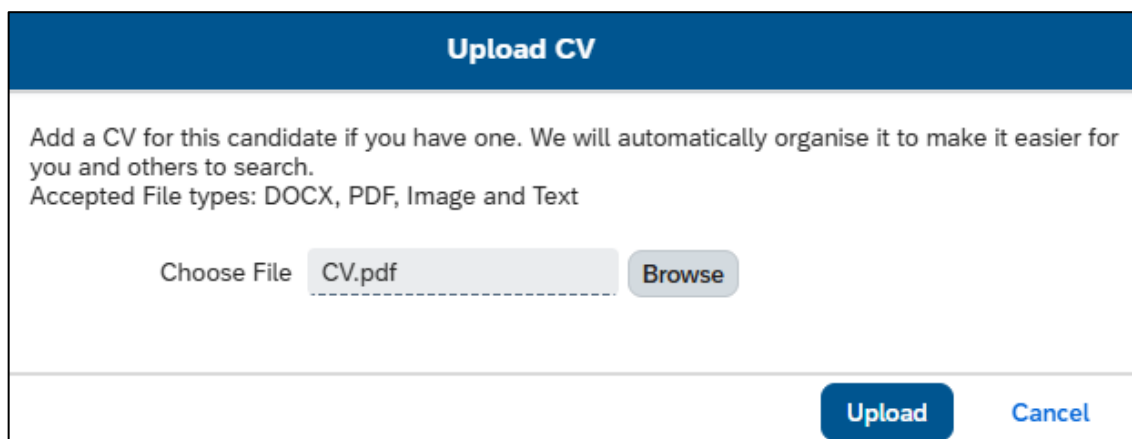 Upload CV
Add a CV for this candidate if you have one. We will automatically organise it to make it easier for
you and others to search.
Accepted File types: DOCX, PDF, Image and Text
Choose File CV.pdf Browse
Upload Cancel